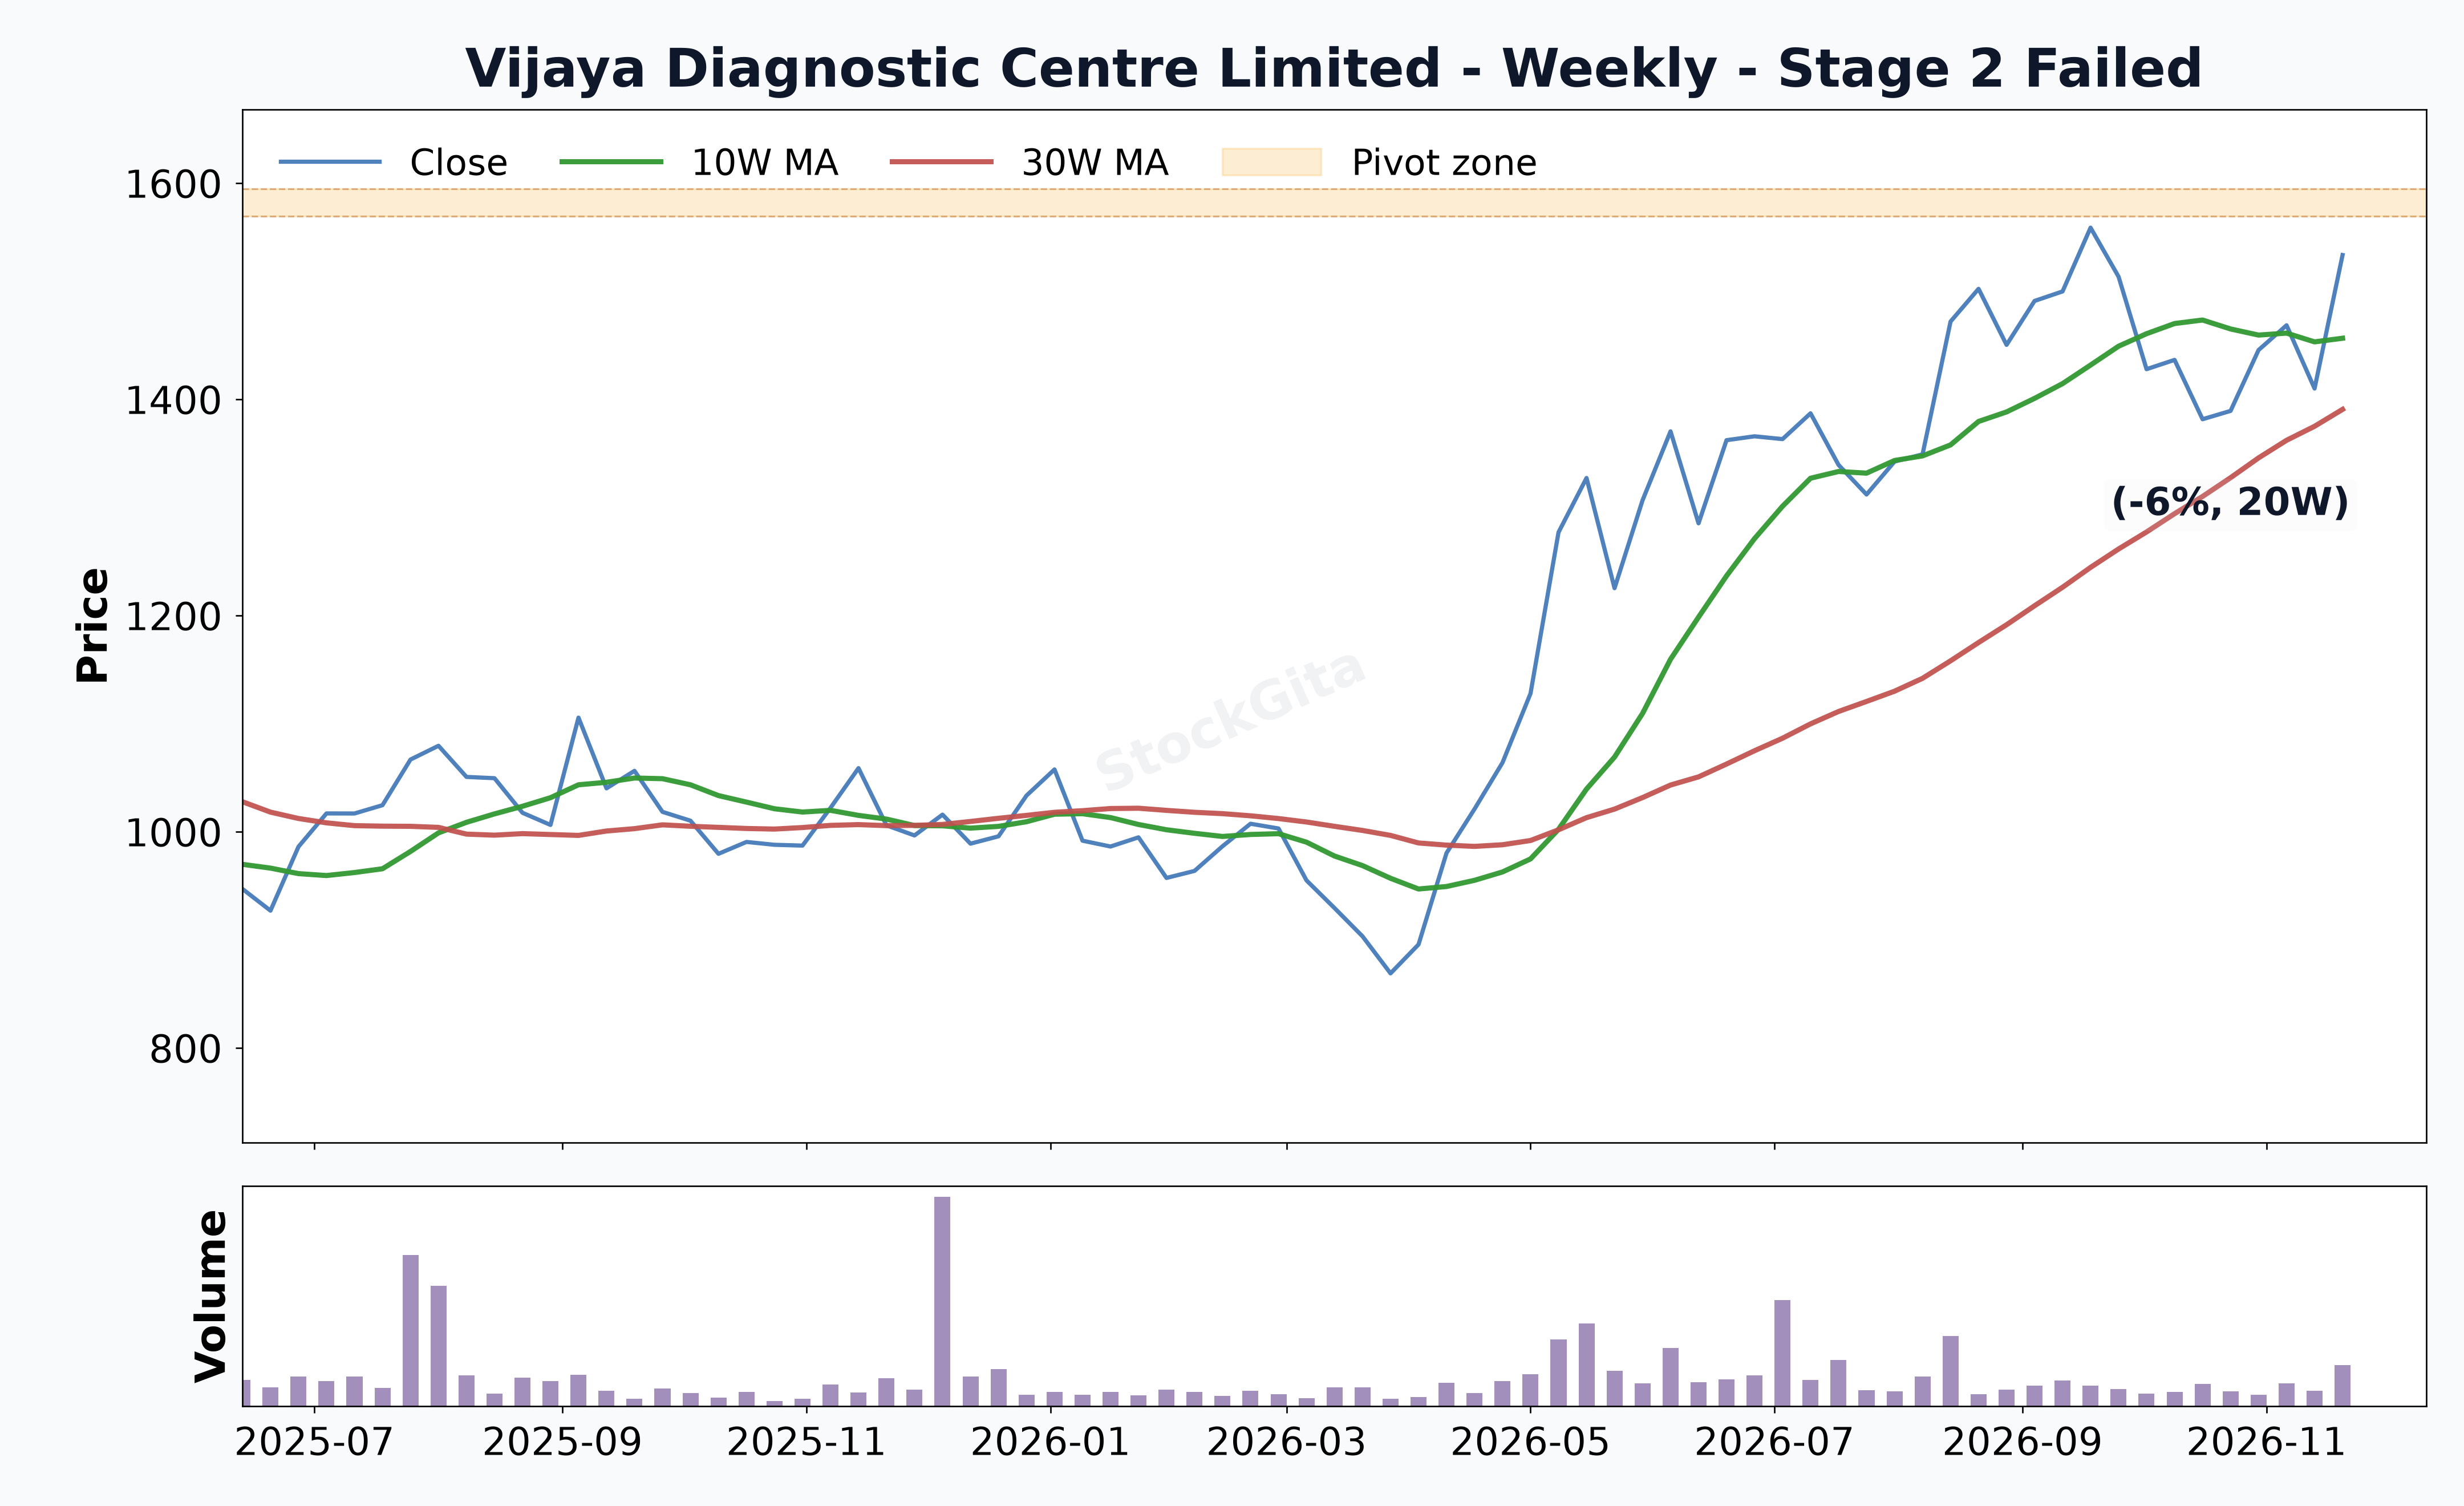 Vijaya Diagnostic Centre Limited - Weekly - Stage 2 Failed
Close 10W MA 30W MA Pivot zone
1600
1400
1200
1000
800
Price
(-6%, 20W)
StockGita
Volume
2025-07 2025-09 2025-11 2026-01 2026-03 2026-05 2026-07 2026-09 2026-11